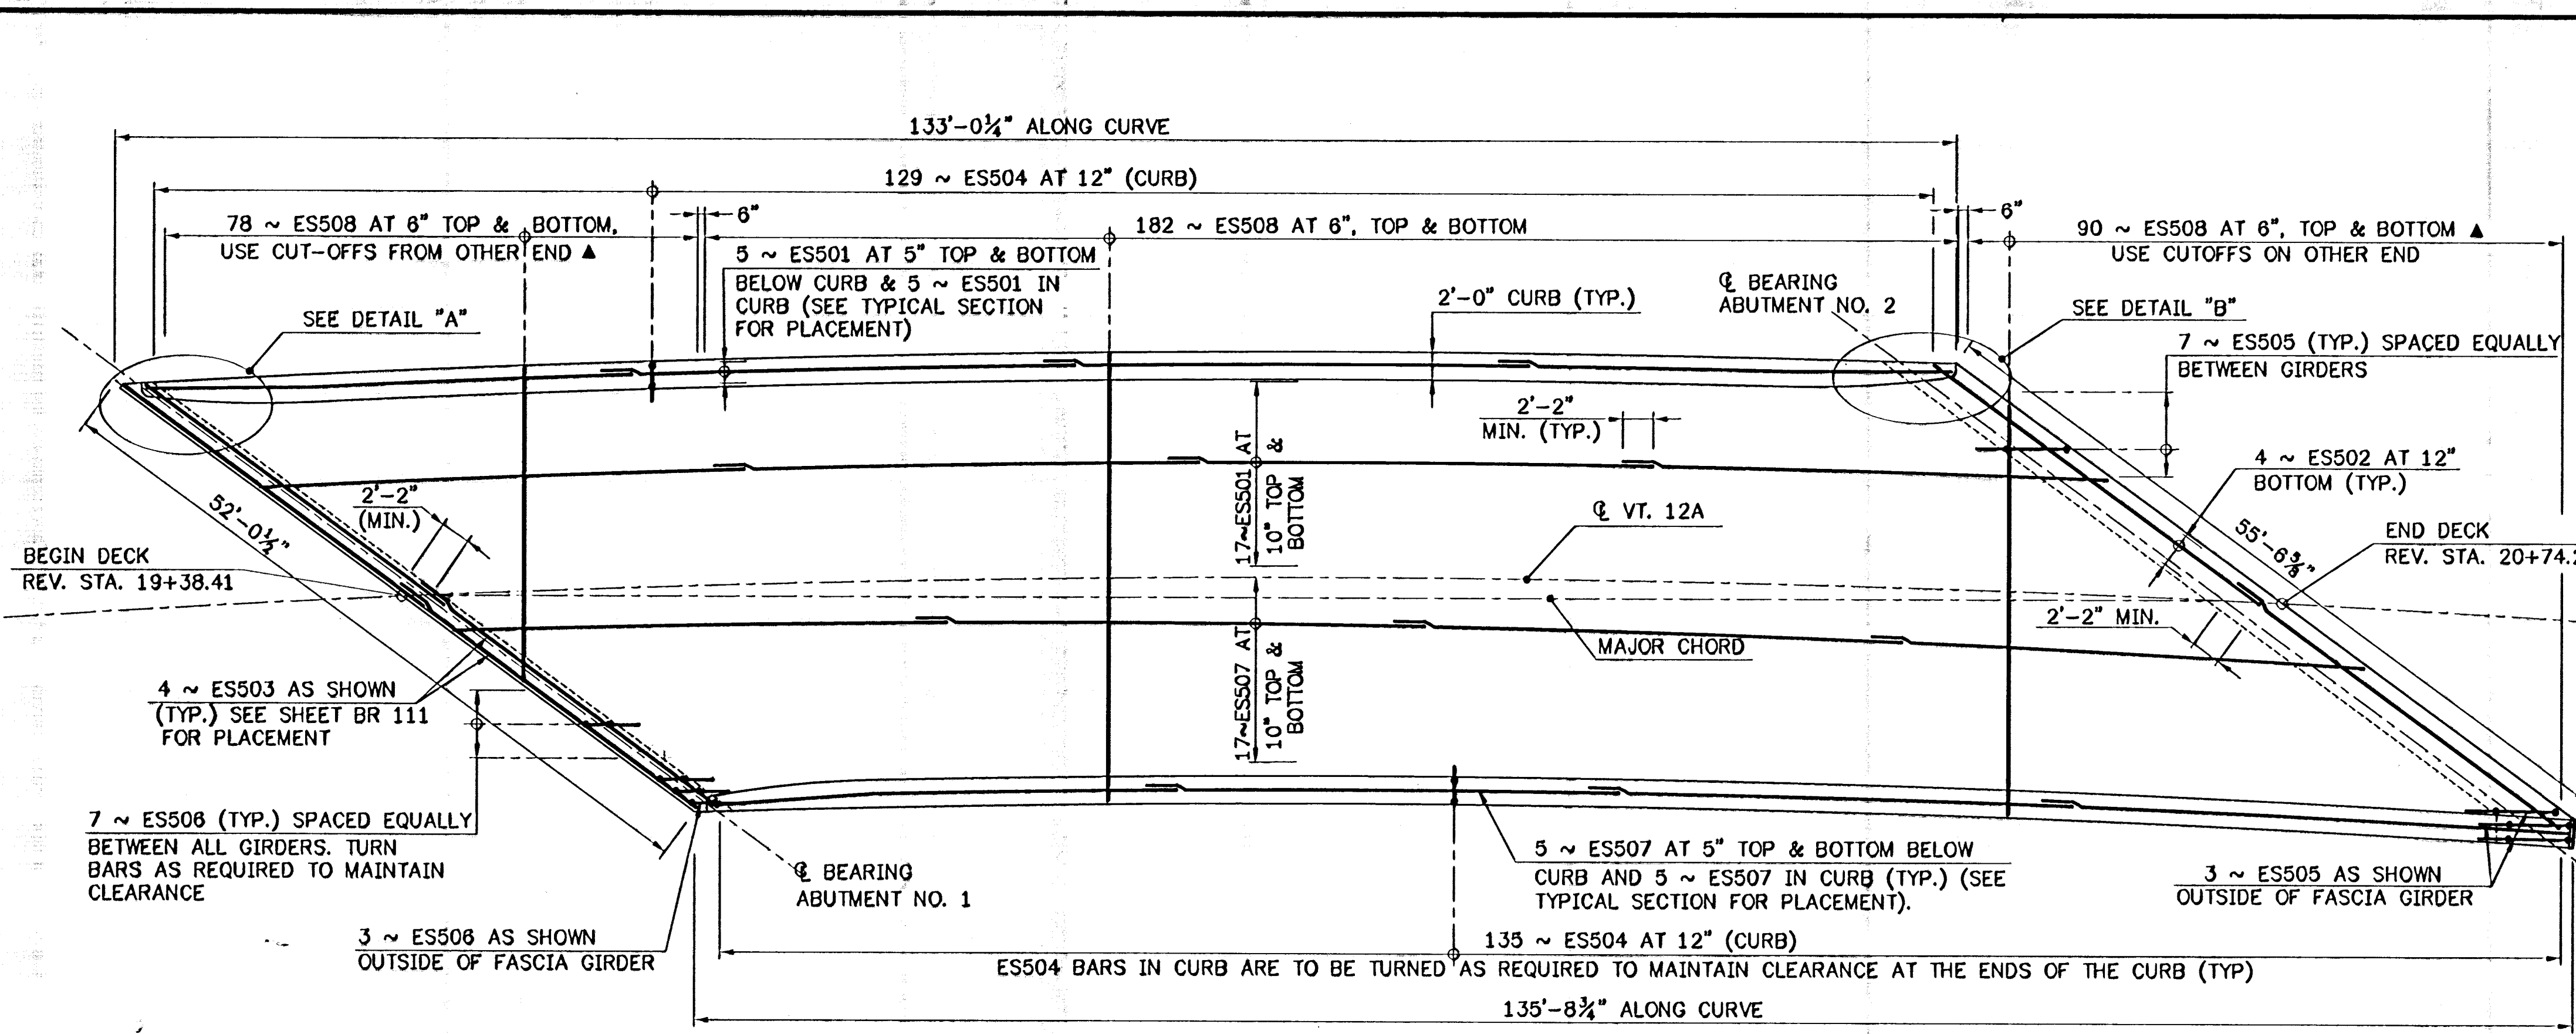 133'-0¼" ALONG CURVE
129 ~ ES504 AT 12" (CURB)
78 ~ ES508 AT 6" TOP & BOTTOM,
USE CUT-OFFS FROM OTHER END ▲
6"
182 ~ ES508 AT 6", TOP & BOTTOM
6"
90 ~ ES508 AT 6", TOP & BOTTOM ▲
USE CUTOFFS ON OTHER END
5 ~ ES501 AT 5" TOP & BOTTOM
BELOW CURB & 5 ~ ES501 IN
CURB (SEE TYPICAL SECTION
FOR PLACEMENT)
SEE DETAIL "A"
2'-0" CURB (TYP.)
℄ BEARING
ABUTMENT NO. 2
SEE DETAIL "B"
7 ~ ES505 (TYP.) SPACED EQUALLY
BETWEEN GIRDERS
2'-2"
MIN. (TYP.)
17~ES501 AT
10" TOP &
BOTTOM
4 ~ ES502 AT 12"
BOTTOM (TYP.)
52'-0½"
2'-2"
(MIN.)
℄ VT. 12A
55'-6⅝"
BEGIN DECK
REV. STA. 19+38.41
END DECK
REV. STA. 20+74.2
2'-2" MIN.
MAJOR CHORD
17~ES507 AT
10" TOP &
BOTTOM
4 ~ ES503 AS SHOWN
(TYP.) SEE SHEET BR 111
FOR PLACEMENT
7 ~ ES506 (TYP.) SPACED EQUALLY
BETWEEN ALL GIRDERS. TURN
BARS AS REQUIRED TO MAINTAIN
CLEARANCE
℄ BEARING
ABUTMENT NO. 1
5 ~ ES507 AT 5" TOP & BOTTOM BELOW
CURB AND 5 ~ ES507 IN CURB (TYP.) (SEE
TYPICAL SECTION FOR PLACEMENT).
3 ~ ES505 AS SHOWN
OUTSIDE OF FASCIA GIRDER
3 ~ ES506 AS SHOWN
OUTSIDE OF FASCIA GIRDER
135 ~ ES504 AT 12" (CURB)
ES504 BARS IN CURB ARE TO BE TURNED AS REQUIRED TO MAINTAIN CLEARANCE AT THE ENDS OF THE CURB (TYP)
135'-8¾" ALONG CURVE